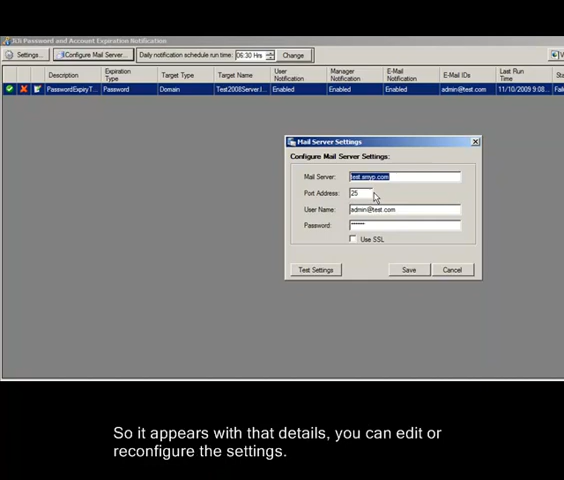 JiJi Password and Account Expiration Notification
Settings... Configure Mail Server... Daily notification schedule run time: 06:30 Hrs Change
Description Expiration Type Target Type Target Name User Notification Manager Notification E-Mail Notification E-Mail IDs Last Run Time
PasswordExpiryT... Password Domain Test2008Server.l... Enabled Enabled Enabled admin@test.com 11/10/2009 9:08...
Mail Server Settings
Configure Mail Server Settings:
Mail Server: test.smyp.com
Port Address: 25
User Name: admin@test.com
Password: ******
Use SSL
Test Settings Save Cancel
So it appears with that details, you can edit or
reconfigure the settings.